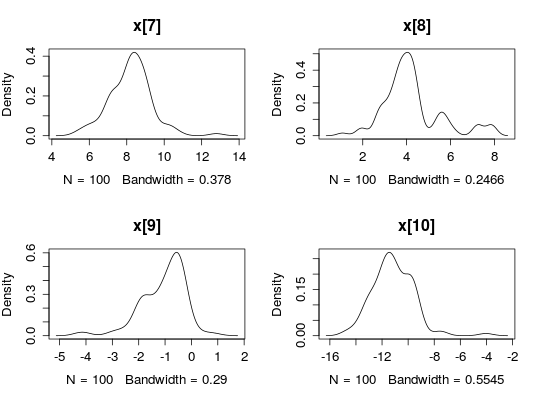 x[7] x[8]
Density 0.0 0.2 0.4
4 6 8 10 12 14
N = 100 Bandwidth = 0.378
Density 0.0 0.2 0.4
2 4 6 8
N = 100 Bandwidth = 0.2466
x[9] x[10]
Density 0.0 0.3 0.6
-5 -4 -3 -2 -1 0 1 2
N = 100 Bandwidth = 0.29
Density 0.00 0.15
-16 -12 -8 -6 -4 -2
N = 100 Bandwidth = 0.5545